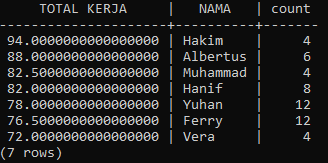 TOTAL KERJA | NAMA | count
---------------------+----------+-------
94.0000000000000000 | Hakim | 4
88.0000000000000000 | Albertus | 6
82.5000000000000000 | Muhammad | 4
82.0000000000000000 | Hanif | 8
78.0000000000000000 | Yuhan | 12
76.5000000000000000 | Ferry | 12
72.0000000000000000 | Vera | 4
(7 rows)